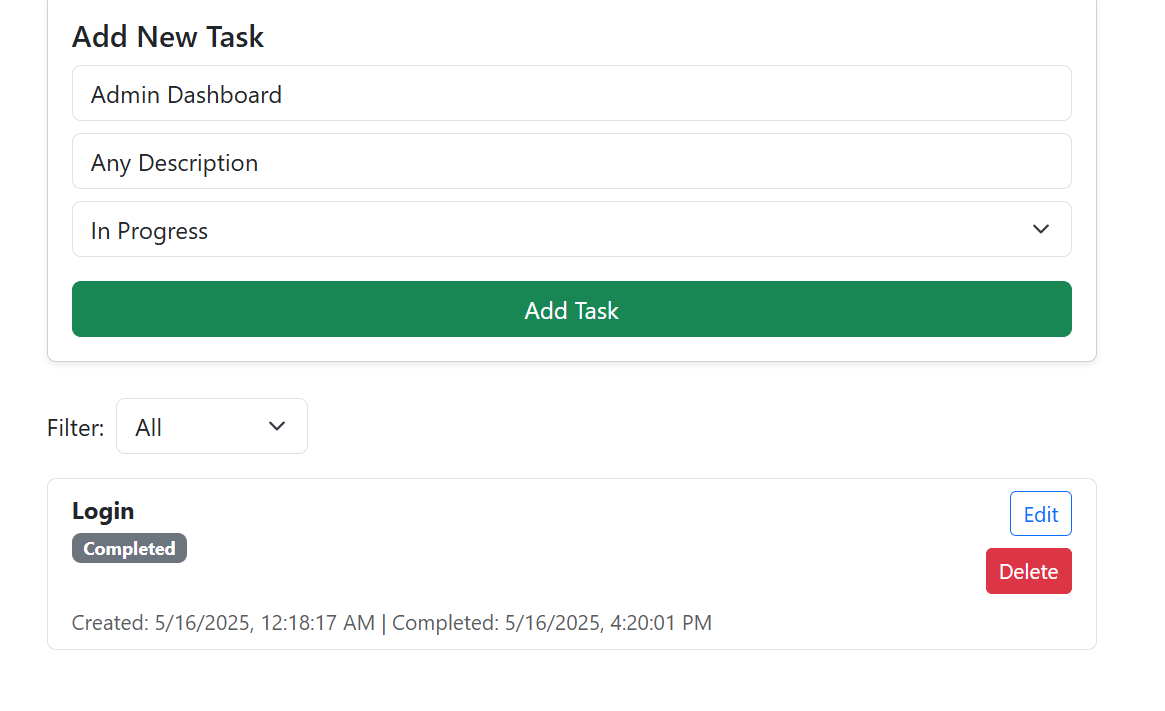 Add New Task
Admin Dashboard
Any Description
In Progress
Add Task
Filter: All
Login
Edit
Completed
Delete
Created: 5/16/2025, 12:18:17 AM | Completed: 5/16/2025, 4:20:01 PM